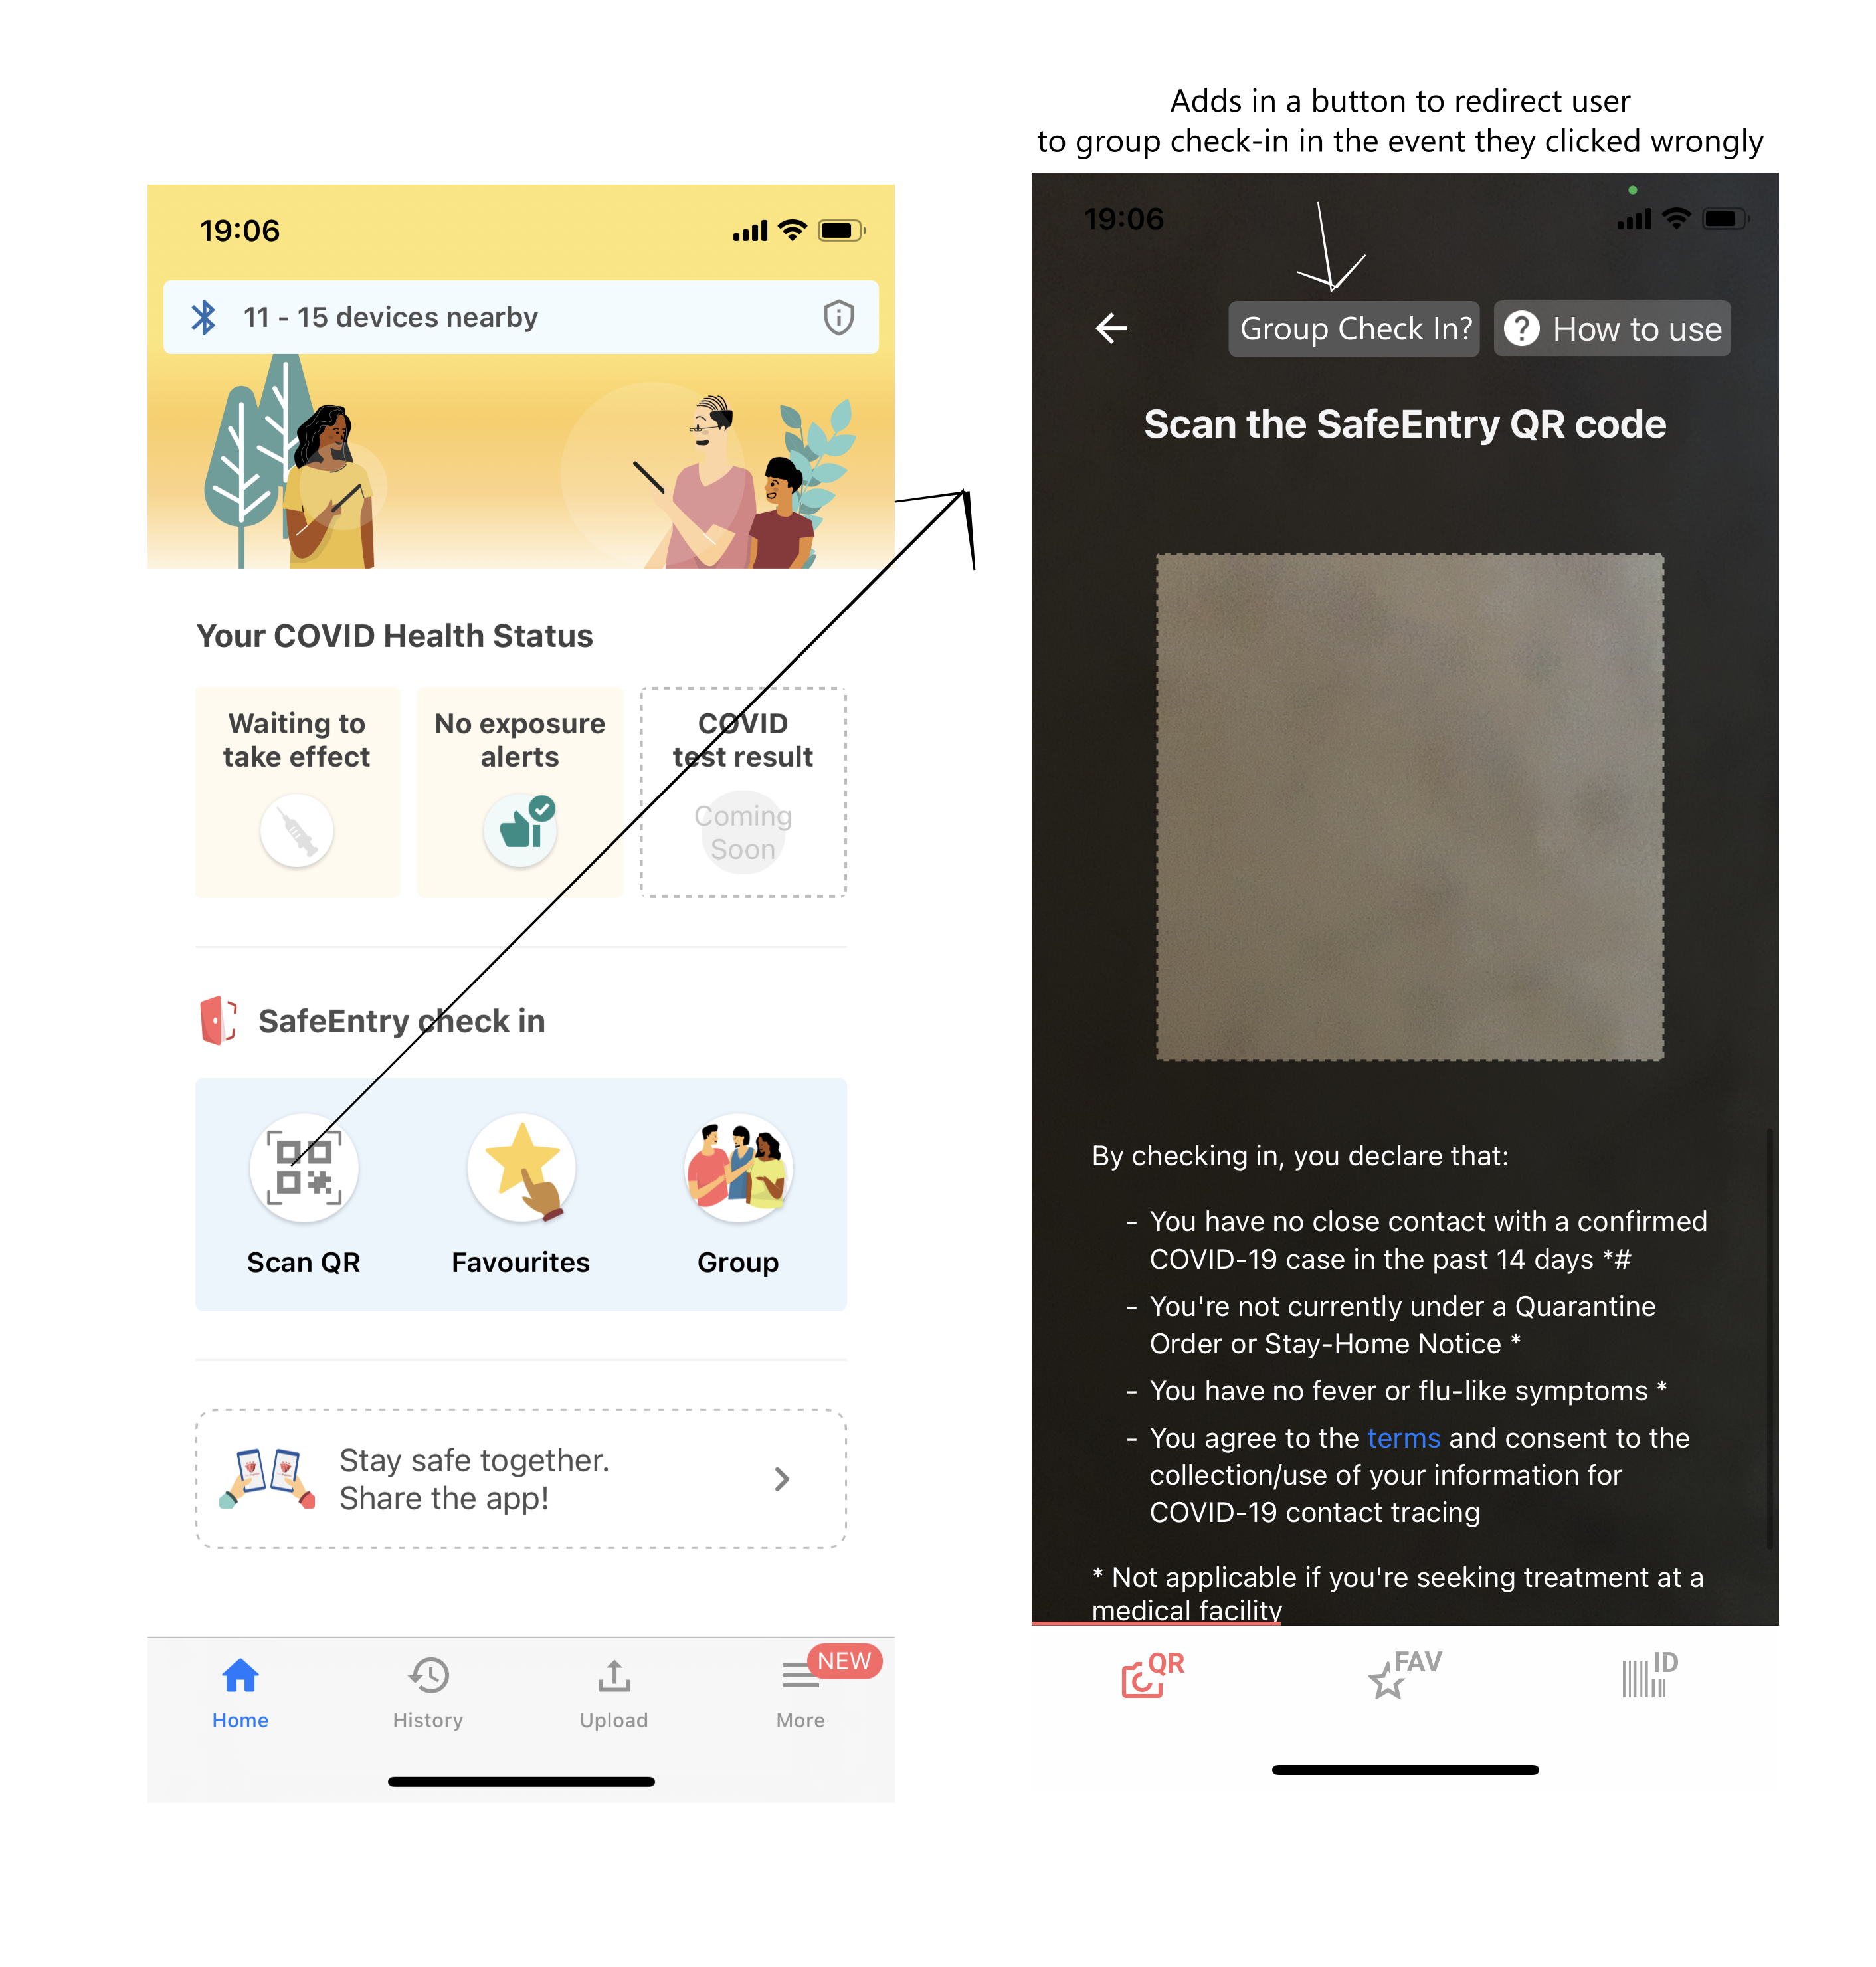 Adds in a button to redirect user
to group check-in in the event they clicked wrongly
19:06
11 - 15 devices nearby
Your COVID Health Status
Waiting to
take effect
No exposure
alerts
COVID
test result
Coming
Soon
SafeEntry check in
Scan QR
Favourites
Group
Stay safe together.
Share the app!
Home
History
Upload
More
NEW
19:06
Group Check In?
? How to use
Scan the SafeEntry QR code
By checking in, you declare that:
- You have no close contact with a confirmed
COVID-19 case in the past 14 days *#
- You're not currently under a Quarantine
Order or Stay-Home Notice *
- You have no fever or flu-like symptoms *
- You agree to the terms and consent to the
collection/use of your information for
COVID-19 contact tracing
* Not applicable if you're seeking treatment at a
medical facility
QR
FAV
ID